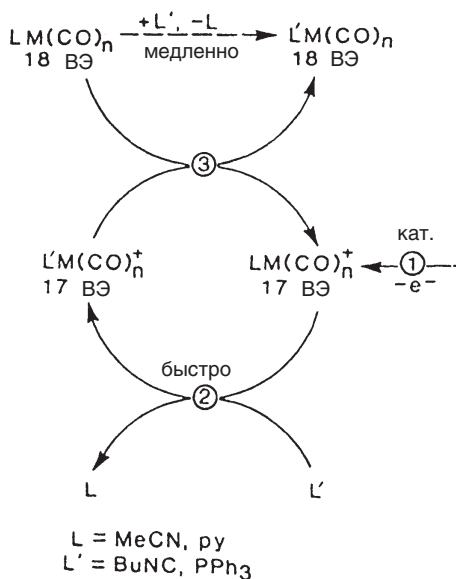 LM(CO)n +L′, −L L′M(CO)n
18 ВЭ медленно 18 ВЭ
③
L′M(CO)n+ LM(CO)n+ кат.
17 ВЭ 17 ВЭ ①
−e−
быстро
②
L L′
L = MeCN, py
L′ = BuNC, PPh3